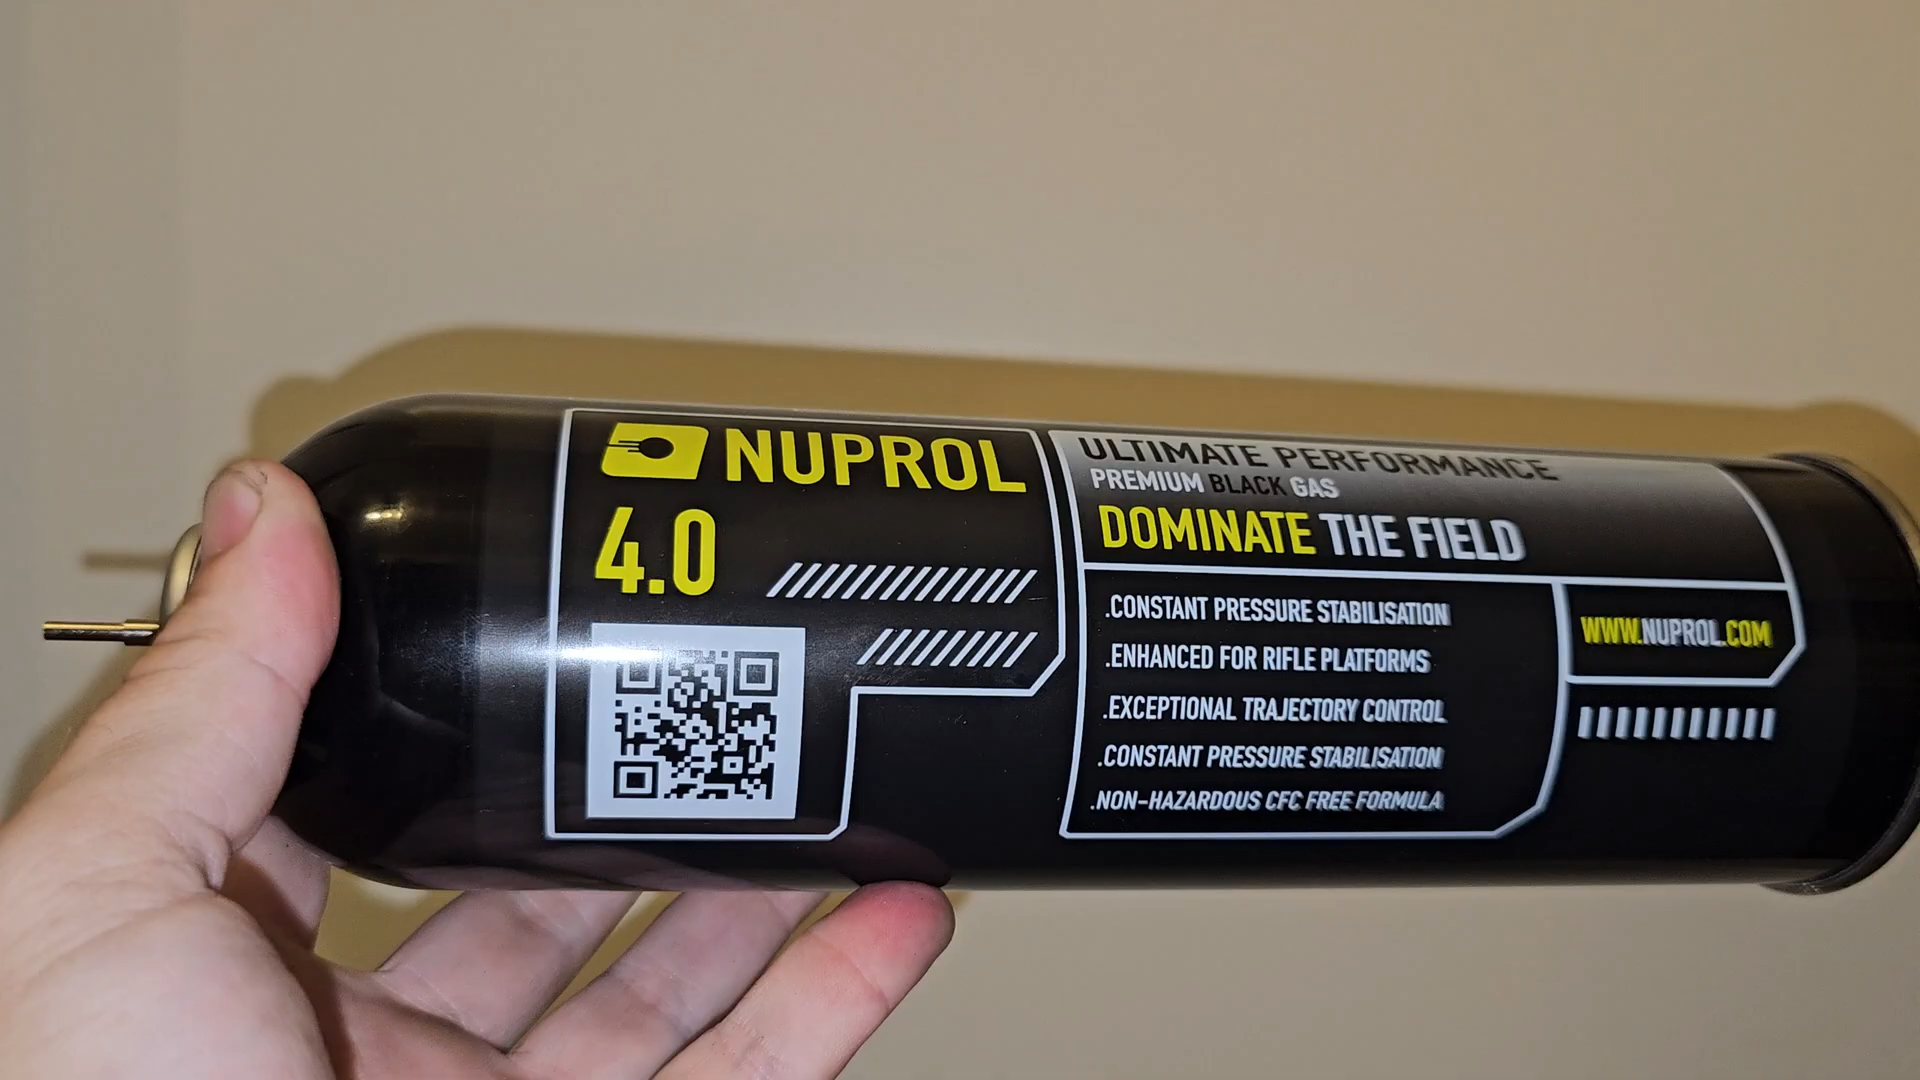 NUPROL
4.0
ULTIMATE PERFORMANCE
PREMIUM BLACK GAS
DOMINATE THE FIELD
.CONSTANT PRESSURE STABILISATION
.ENHANCED FOR RIFLE PLATFORMS
.EXCEPTIONAL TRAJECTORY CONTROL
.CONSTANT PRESSURE STABILISATION
.NON-HAZARDOUS CFC FREE FORMULA
WWW.NUPROL.COM